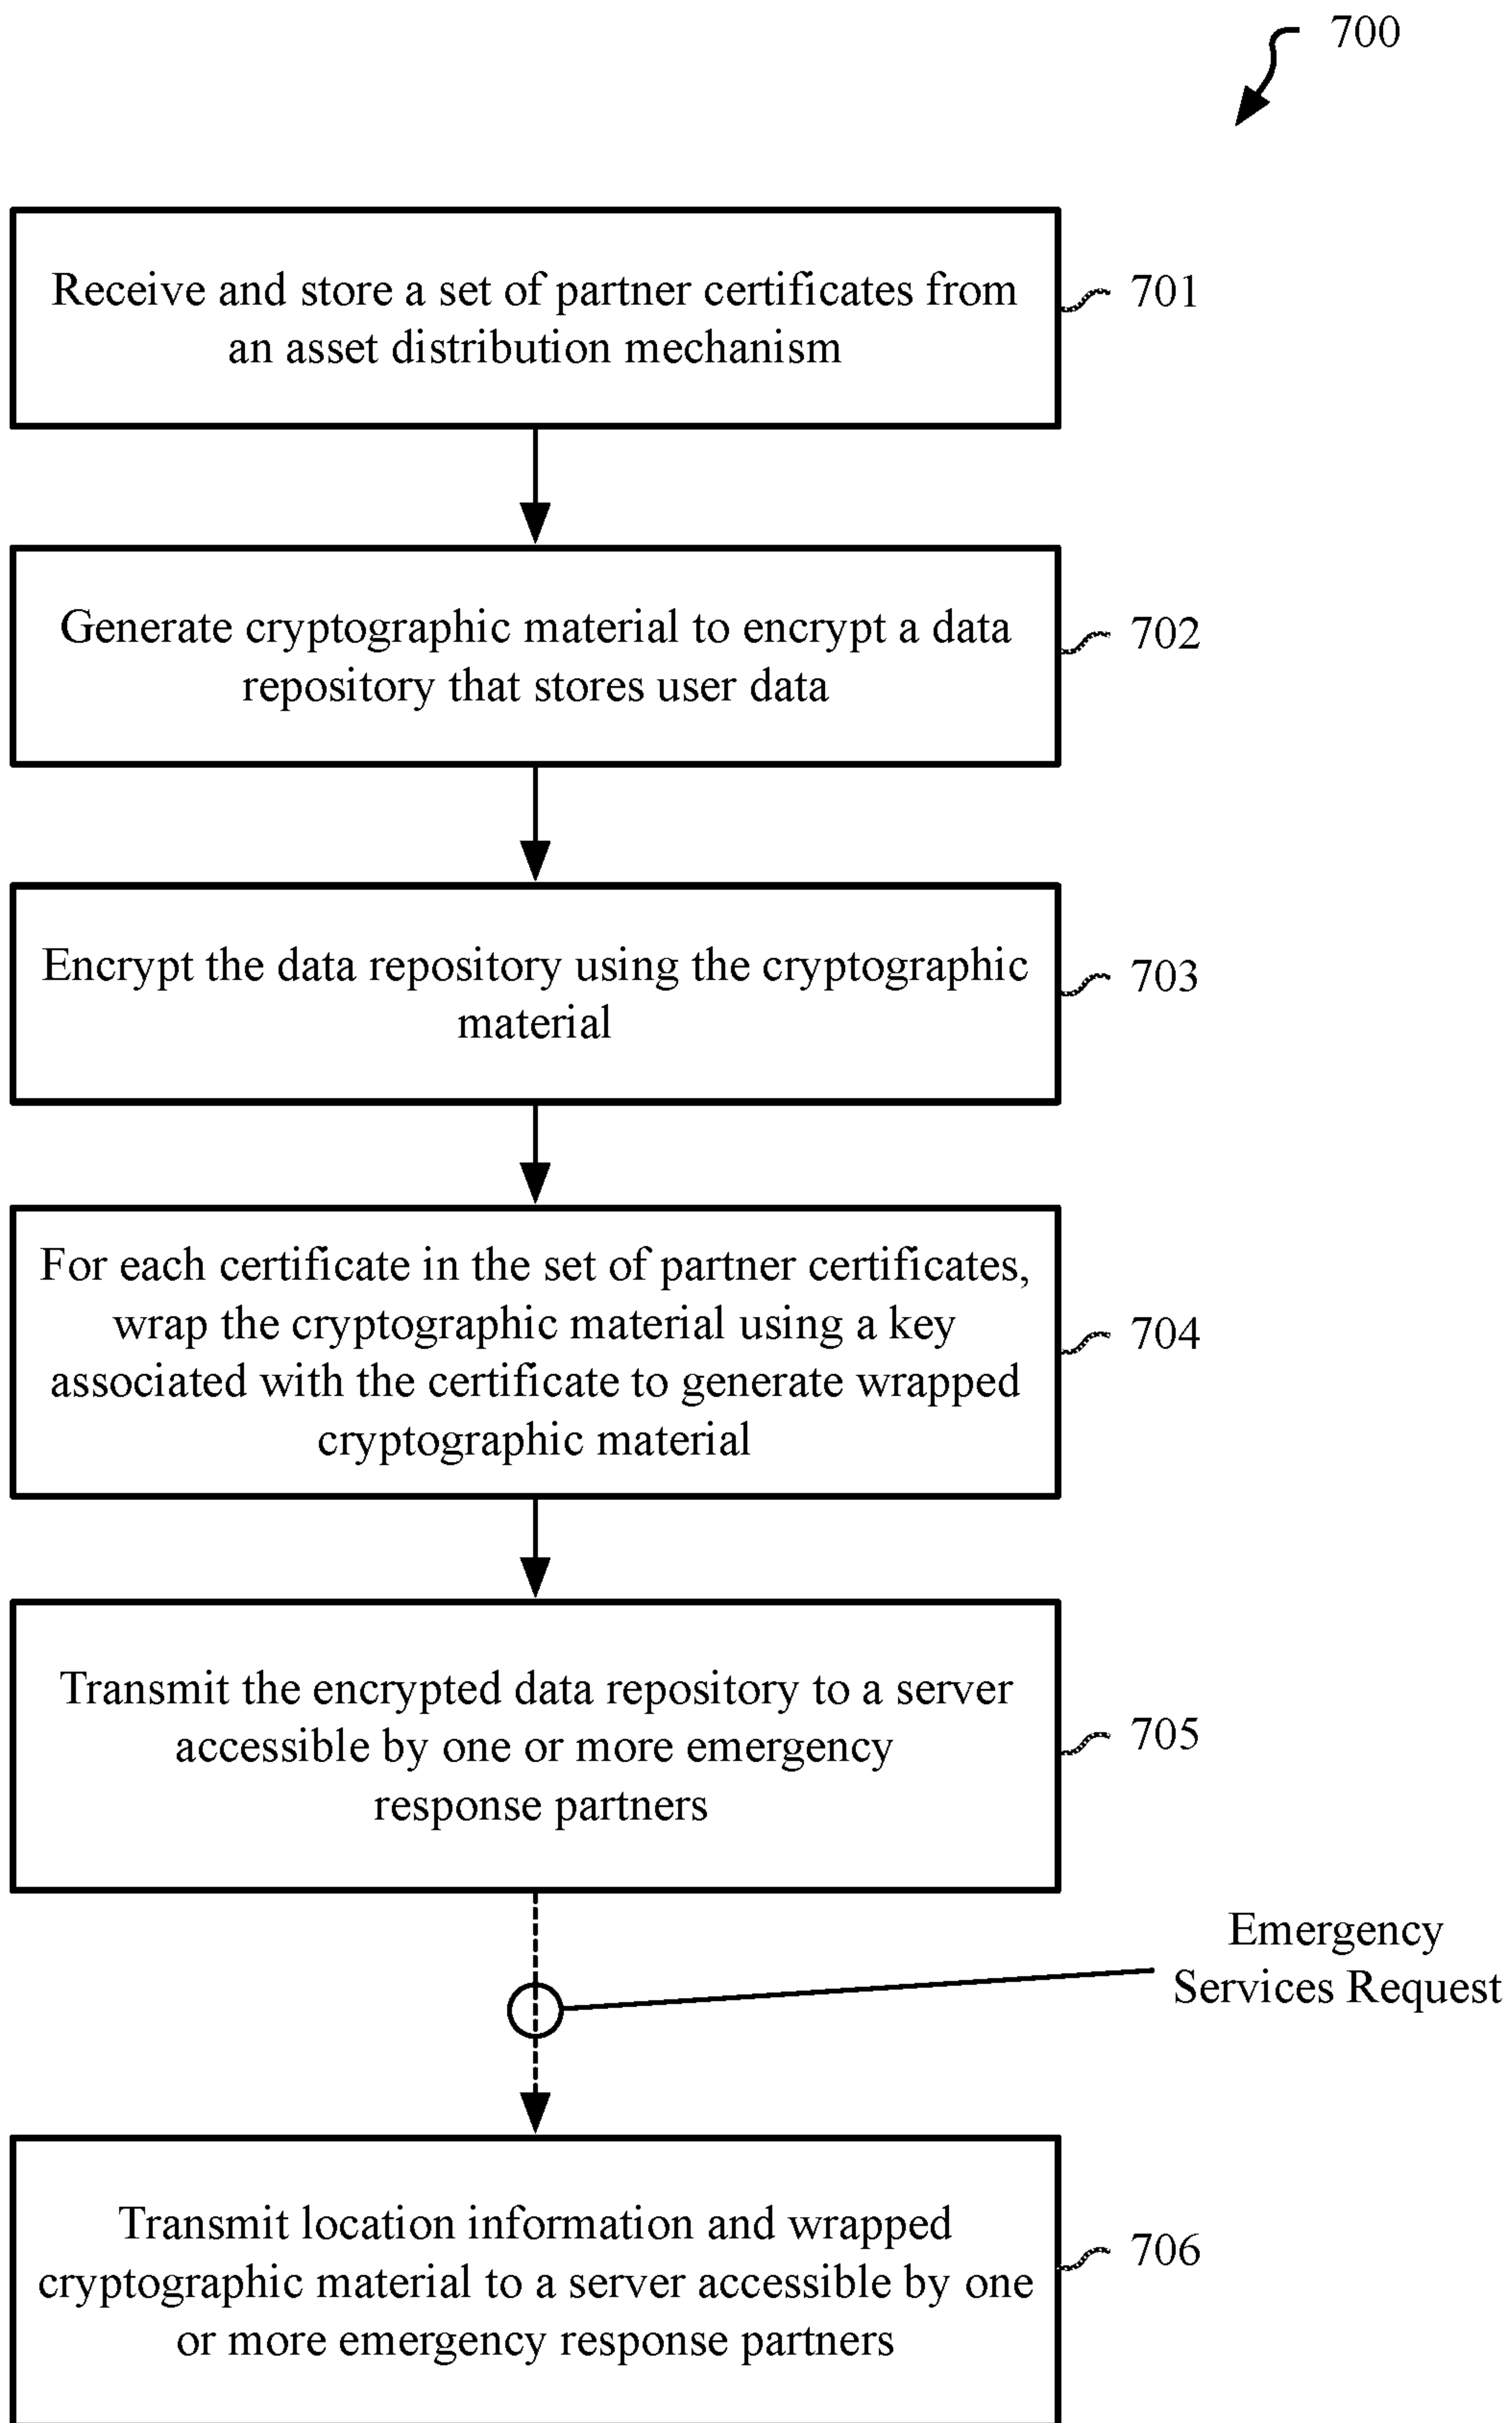 700
Receive and store a set of partner certificates from
an asset distribution mechanism
701
Generate cryptographic material to encrypt a data
repository that stores user data
702
Encrypt the data repository using the cryptographic
material
703
For each certificate in the set of partner certificates,
wrap the cryptographic material using a key
associated with the certificate to generate wrapped
cryptographic material
704
Transmit the encrypted data repository to a server
accessible by one or more emergency
response partners
705
Emergency
Services Request
Transmit location information and wrapped
cryptographic material to a server accessible by one
or more emergency response partners
706